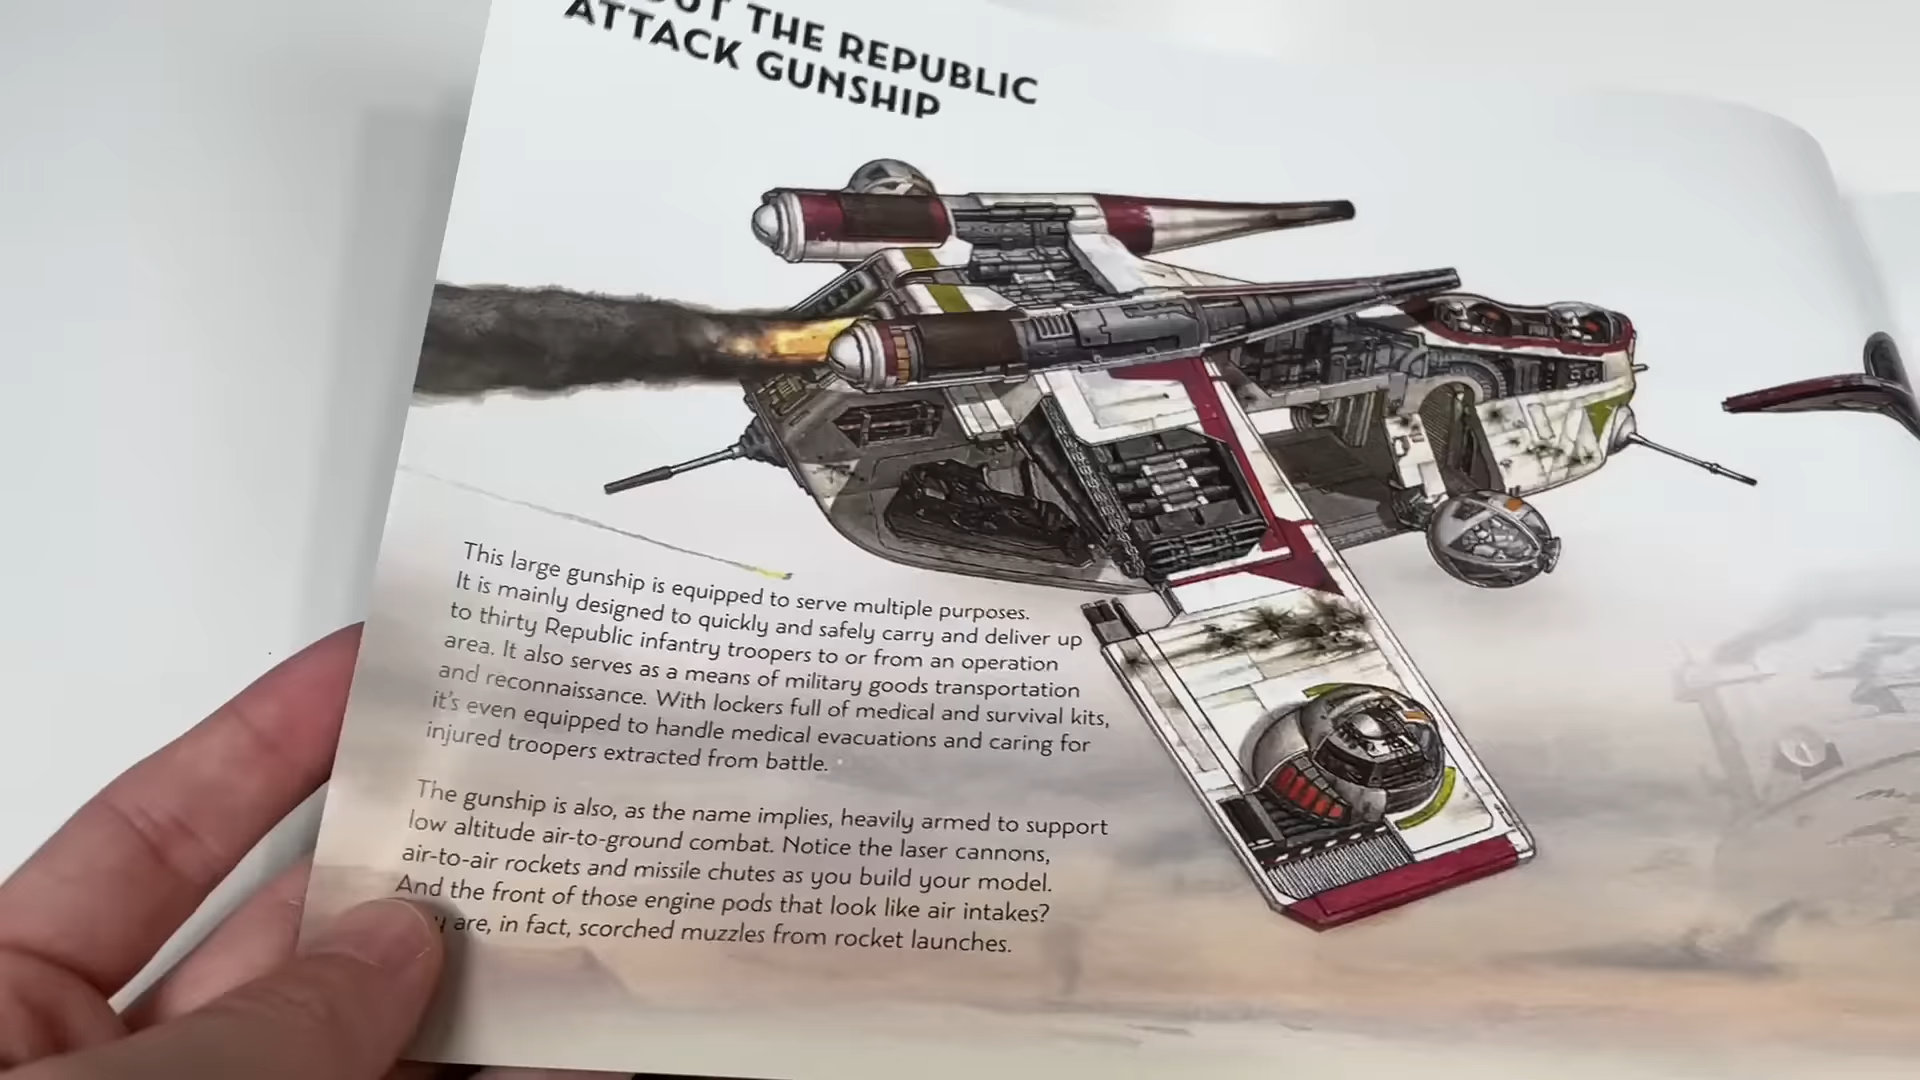 THE REPUBLIC
ATTACK GUNSHIP
This large gunship is equipped to serve multiple purposes.
It is mainly designed to quickly and safely carry and deliver up
to thirty Republic infantry troopers to or from an operation
area. It also serves as a means of military goods transportation
and reconnaissance. With lockers full of medical and survival kits,
it's even equipped to handle medical evacuations and caring for
injured troopers extracted from battle.
The gunship is also, as the name implies, heavily armed to support
low altitude air-to-ground combat. Notice the laser cannons,
air-to-air rockets and missile chutes as you build your model.
And the front of those engine pods that look like air intakes?
are, in fact, scorched muzzles from rocket launches.